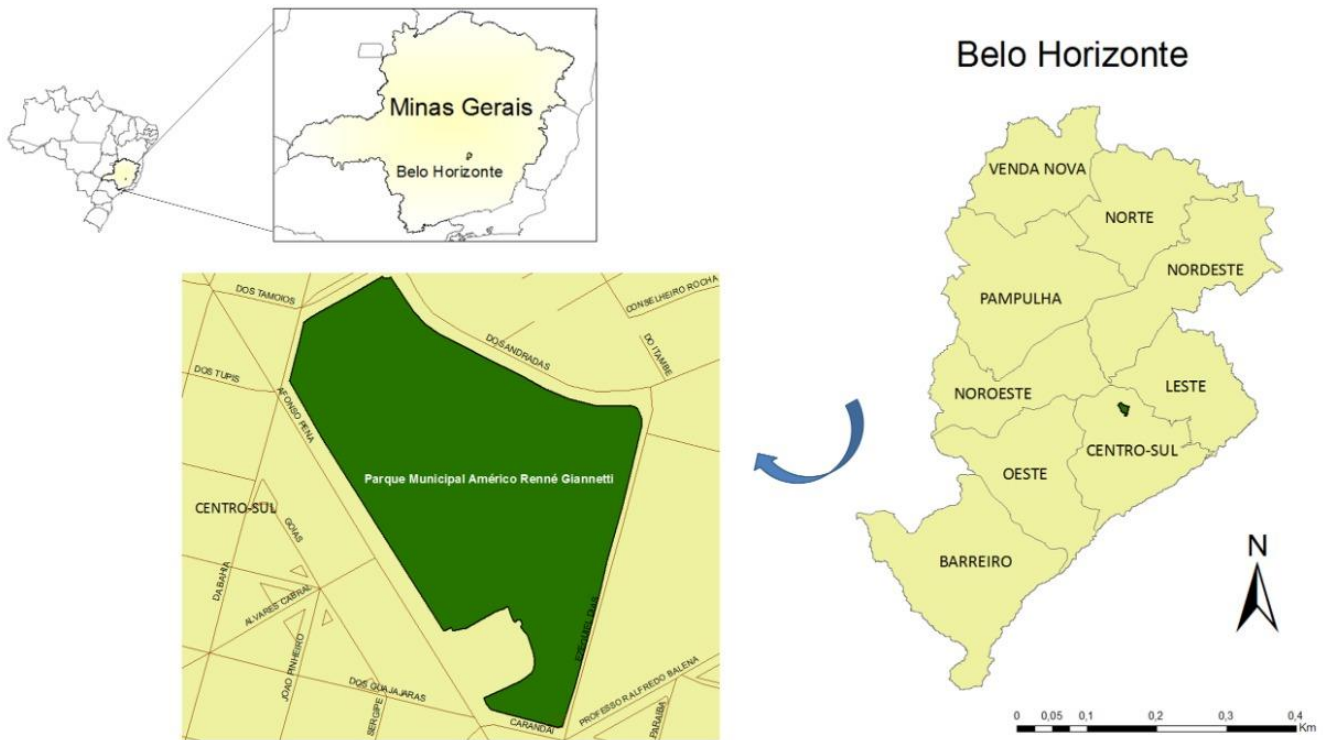 Minas Gerais
Belo Horizonte
Belo Horizonte
VENDA NOVA
NORTE
NORDESTE
PAMPULHA
NOROESTE
LESTE
CENTRO-SUL
OESTE
BARREIRO
N
0 0,05 0,1 0,2 0,3 0,4
Km
DOS TAMOIOS
CONSELHEIRO ROCHA
DOS ANDRADAS
DO ITAMBE
DOS TUPIS
AFONSO PENA
Parque Municipal Américo Renné Giannetti
CENTRO-SUL
GOIAS
DA BAHIA
ALVARES CABRAL
JOAO PINHEIRO
EZEQUIEL DIAS
DOS GUAJAJARAS
SERGIPE
CARANDAI
PROFESSOR ALFREDO BALENA
PARAIBA